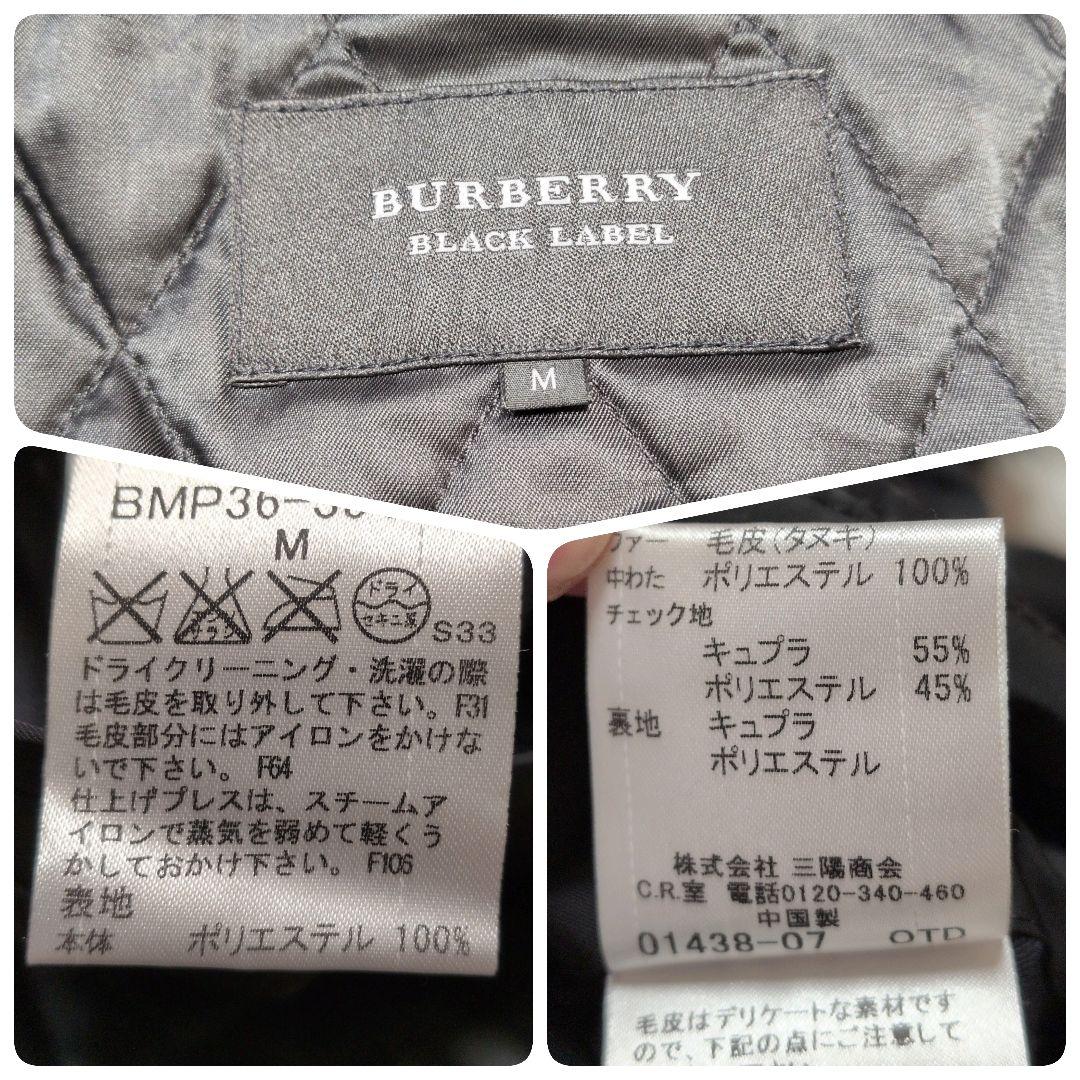 BURBERRY
BLACK LABEL
M
BMP36-
M
ドライ
セキユ系
S33
ドライクリーニング・洗濯の際
は毛皮を取り外して下さい。F31
毛皮部分にはアイロンをかけな
いで下さい。F64
仕上げプレスは、スチームア
イロンで蒸気を弱めて軽くう
かしておかけ下さい。F106
表地
本体 ポリエステル 100%
ファー 毛皮(タヌキ)
中わた ポリエステル 100%
チェック地
キュプラ 55%
ポリエステル 45%
裏地 キュプラ
ポリエステル
株式会社 三陽商会
C.R.室 電話0120-340-460
中国製
01438-07 QTD
毛皮はデリケートな素材です
ので、下記の点にご注意して